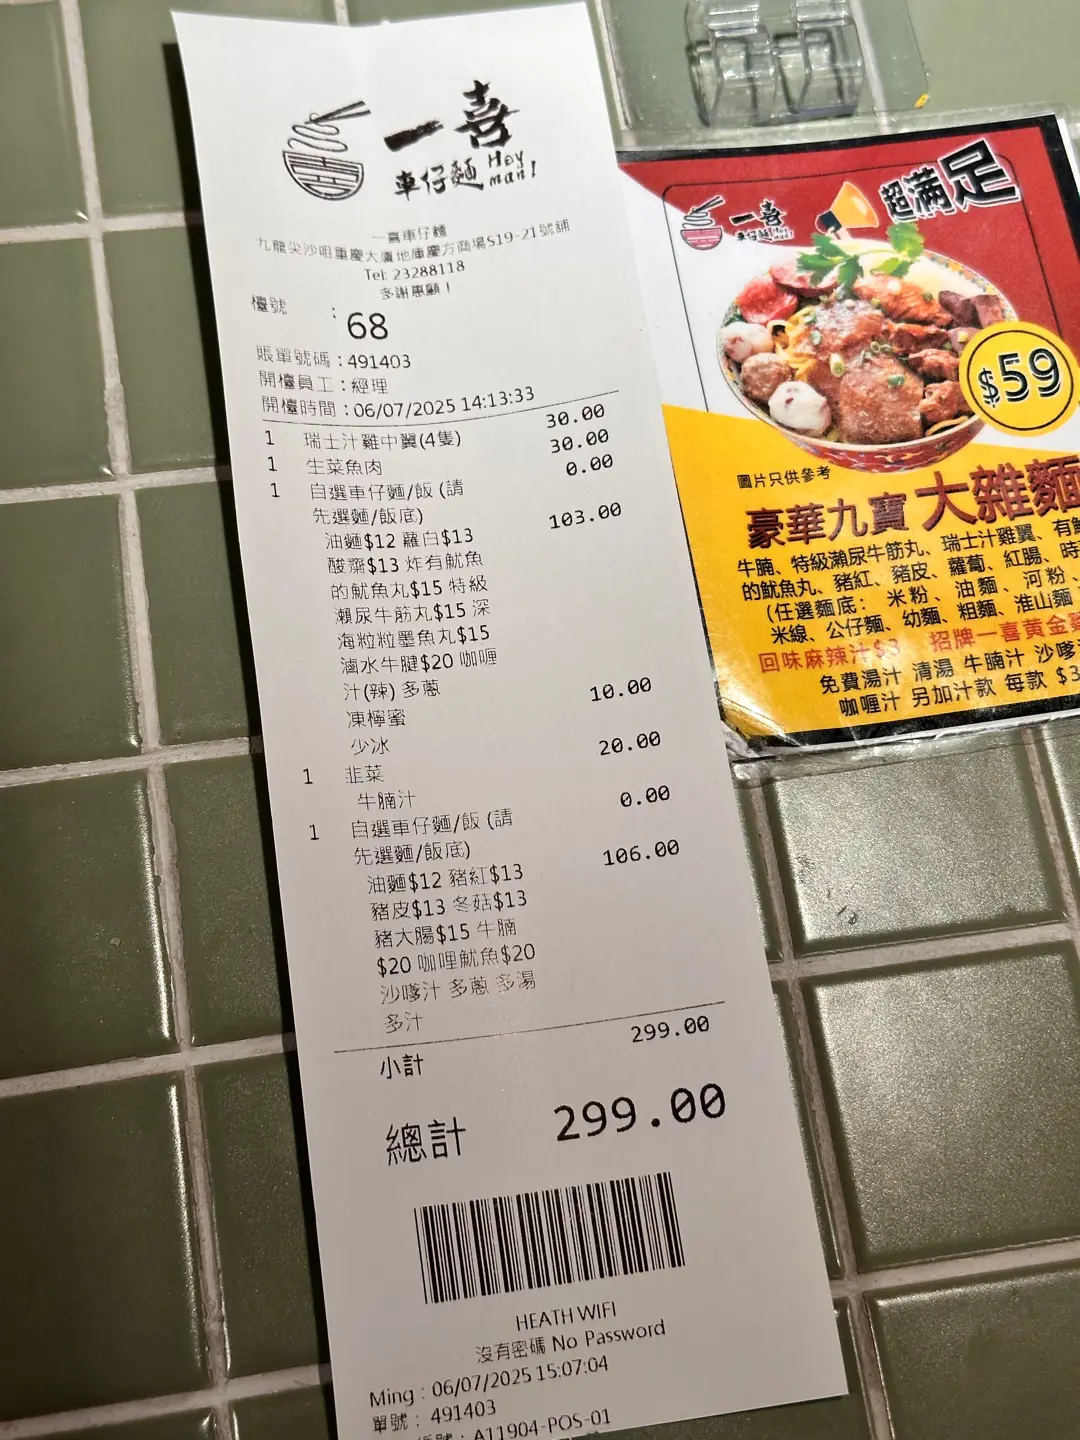 一喜
車仔麵 Hey man!
一喜車仔麵
九龍尖沙咀重慶大廈地庫慶方商場S19-21號舖
Tel: 23288118
多謝惠顧！
檯號 : 68
賬單號碼 : 491403
開檯員工 : 經理
開檯時間 : 06/07/2025 14:13:33
1 瑞士汁雞中翼(4隻) 30.00
1 生菜魚肉 30.00
1 自選車仔麵/飯 (請 0.00
先選麵/飯底)
油麵$12 蘿白$13 103.00
酸齋$13 炸有魷魚
的魷魚丸$15 特級
瀨尿牛筋丸$15 深
海粒粒墨魚丸$15
滷水牛腱$20 咖喱
汁(辣) 多蔥
凍檸蜜 10.00
少冰
1 韭菜 20.00
牛腩汁
1 自選車仔麵/飯 (請 0.00
先選麵/飯底)
油麵$12 豬紅$13 106.00
豬皮$13 冬菇$13
豬大腸$15 牛腩
$20 咖哩魷魚$20
沙嗲汁 多蔥 多湯
多汁
小計 299.00
總計 299.00
HEATH WIFI
沒有密碼 No Password
Ming : 06/07/2025 15:07:04
單號 : 491403
A11904-POS-01
一喜
車仔麵 Hey man!
超滿足
$59
圖片只供參考
豪華九寶 大雜麵
牛腩、特級瀨尿牛筋丸、瑞士汁雞翼、有魷
的魷魚丸、豬紅、豬皮、蘿蔔、紅腸、時
(任選麵底： 米粉、油麵、河粉、
米線、公仔麵、幼麵、粗麵、淮山麵
回味麻辣汁$3 招牌一喜黃金
免費湯汁 清湯 牛腩汁 沙嗲
咖喱汁 另加汁款 每款 $3